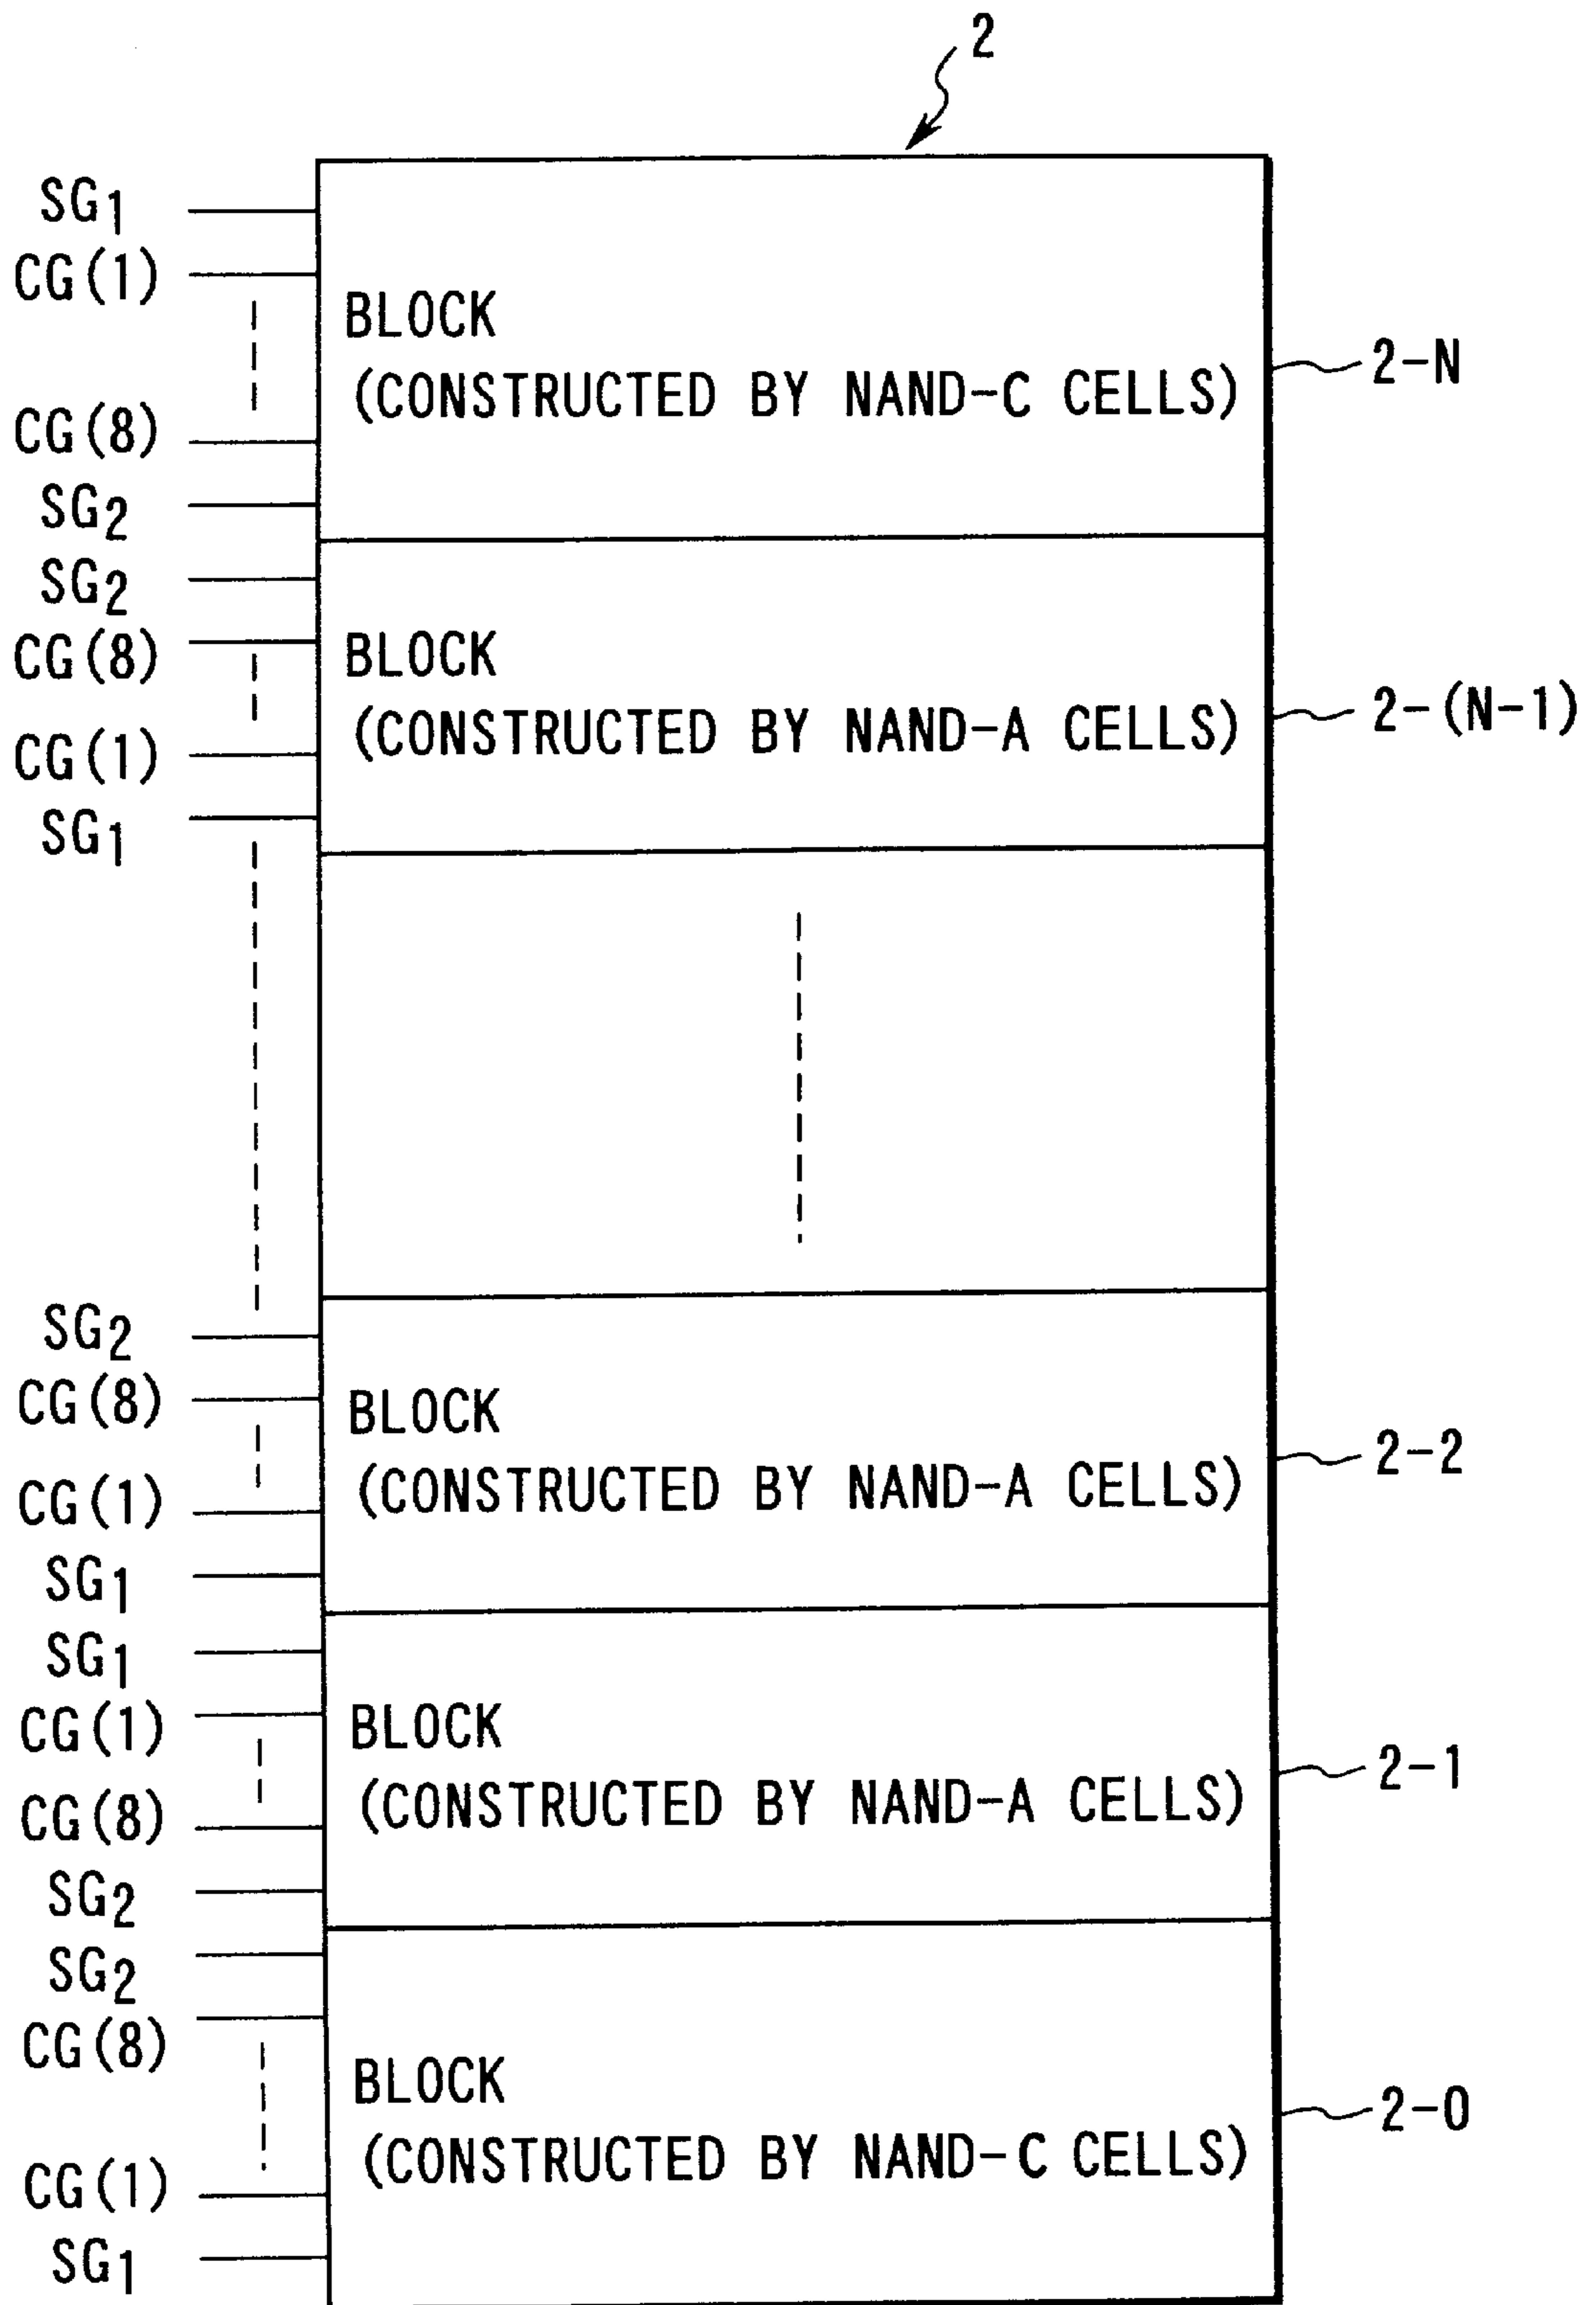 2
SG1
CG(1)
BLOCK
(CONSTRUCTED BY NAND-C CELLS)
2-N
CG(8)
SG2
SG2
CG(8)
BLOCK
(CONSTRUCTED BY NAND-A CELLS)
2-(N-1)
CG(1)
SG1
SG2
CG(8)
BLOCK
(CONSTRUCTED BY NAND-A CELLS)
2-2
CG(1)
SG1
SG1
CG(1)
BLOCK
(CONSTRUCTED BY NAND-A CELLS)
2-1
CG(8)
SG2
SG2
CG(8)
BLOCK
(CONSTRUCTED BY NAND-C CELLS)
2-0
CG(1)
SG1